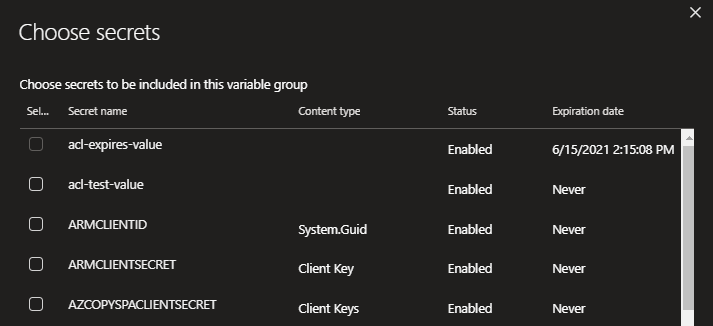 Choose secrets
Choose secrets to be included in this variable group
Sel... Secret name Content type Status Expiration date
acl-expires-value Enabled 6/15/2021 2:15:08 PM
acl-test-value Enabled Never
ARMCLIENTID System.Guid Enabled Never
ARMCLIENTSECRET Client Key Enabled Never
AZCOPYSPACLIENTSECRET Client Keys Enabled Never